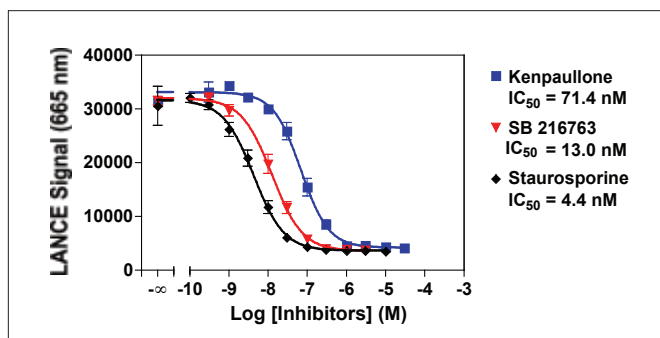 LANCE Signal (665 nm)
40000
30000
20000
10000
0
-∞ -10 -9 -8 -7 -6 -5 -4 -3
Log [Inhibitors] (M)
Kenpaullone
IC50 = 71.4 nM
SB 216763
IC50 = 13.0 nM
Staurosporine
IC50 = 4.4 nM